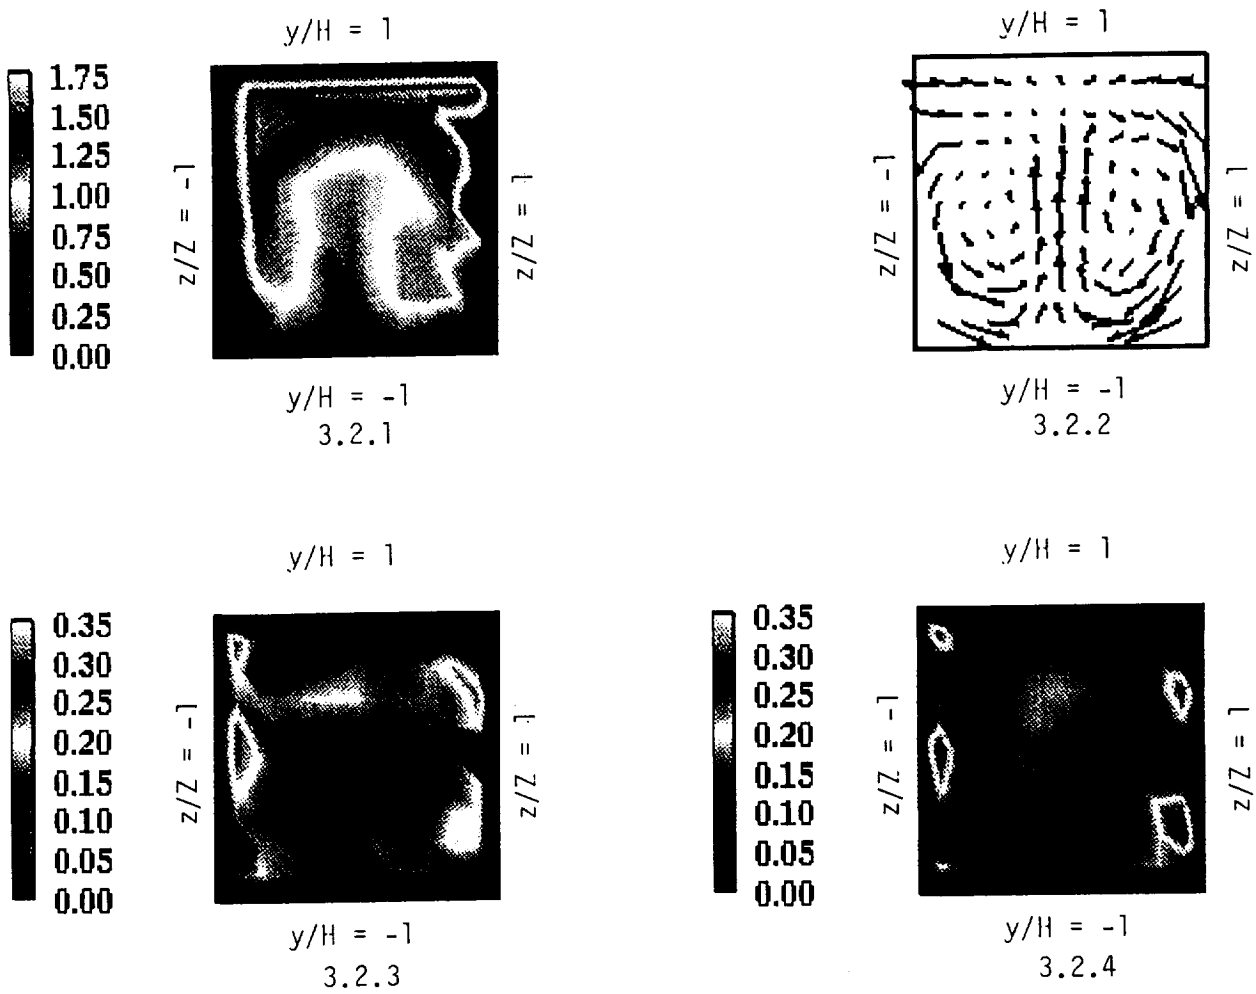 y/H = 1
1.75
1.50
1.25
1.00
0.75
0.50
0.25
0.00
z/Z = -1
z/Z = 1
y/H = -1
3.2.1
y/H = 1
z/Z = -1
z/Z = 1
y/H = -1
3.2.2
y/H = 1
0.35
0.30
0.25
0.20
0.15
0.10
0.05
0.00
z/Z = -1
z/Z = 1
y/H = -1
3.2.3
y/H = 1
0.35
0.30
0.25
0.20
0.15
0.10
0.05
0.00
z/Z = -1
z/Z = 1
y/H = -1
3.2.4